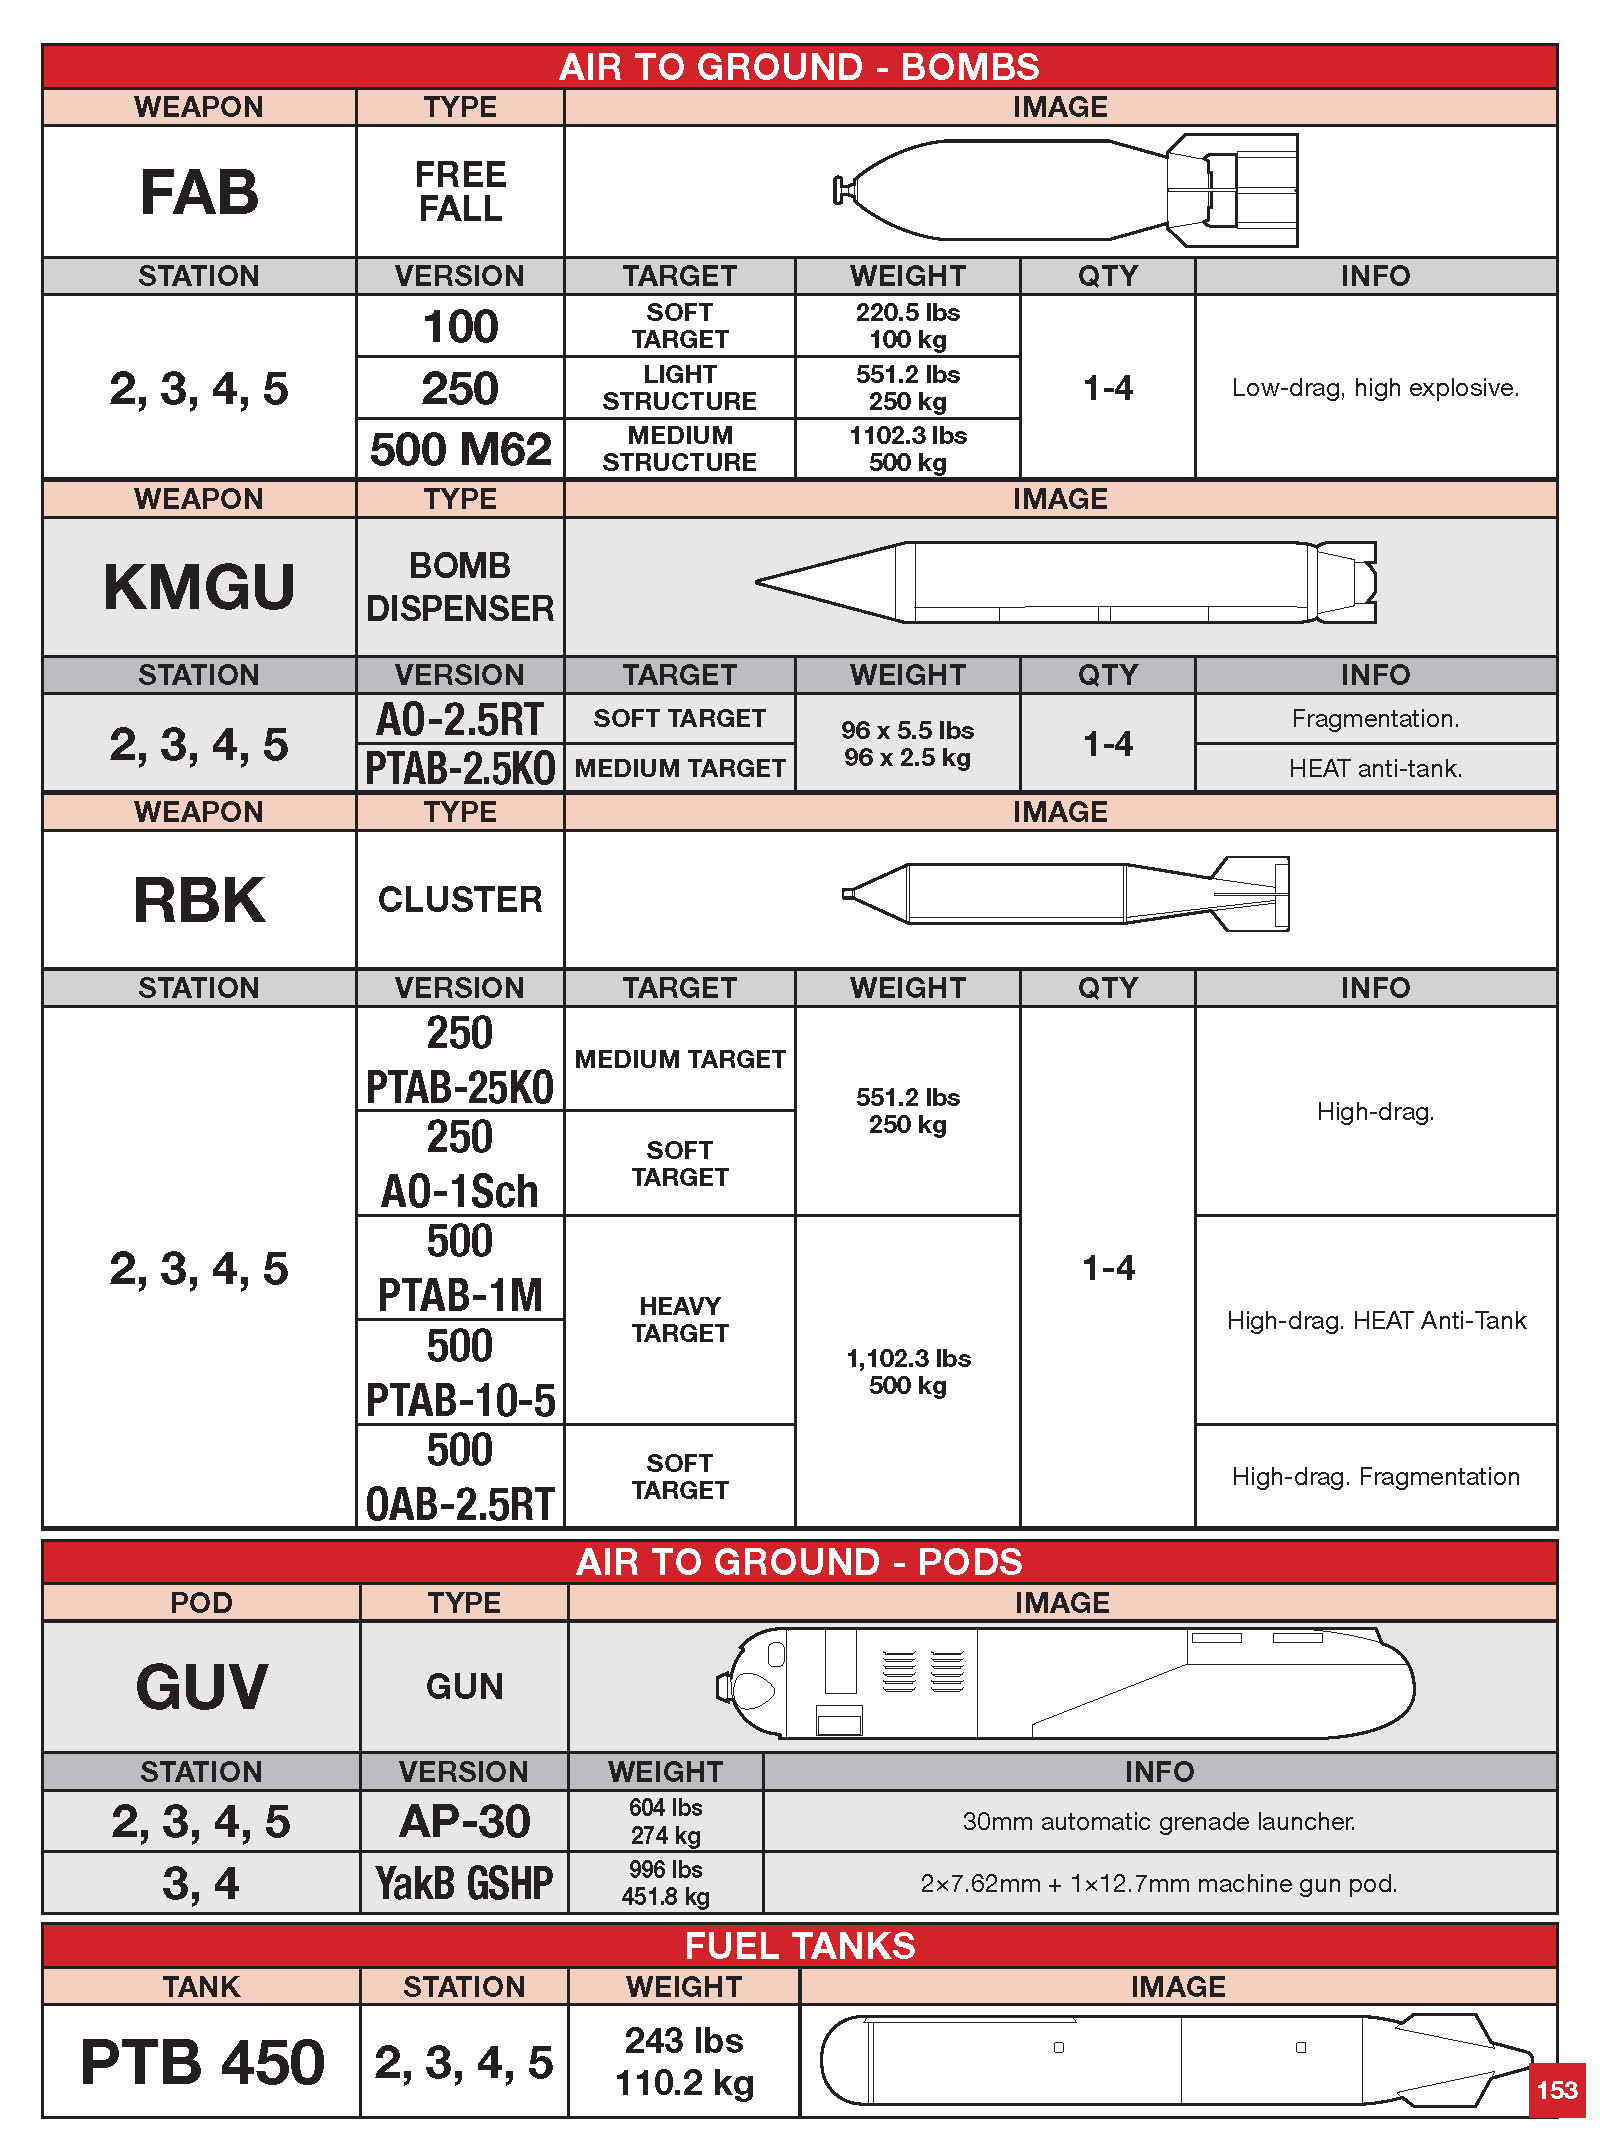 AIR TO GROUND - BOMBS
WEAPON TYPE IMAGE
FAB
FREE
FALL
STATION VERSION TARGET WEIGHT QTY INFO
2, 3, 4, 5
100
SOFT
TARGET
220.5 lbs
100 kg
250
LIGHT
STRUCTURE
551.2 lbs
250 kg
500 M62
MEDIUM
STRUCTURE
1102.3 lbs
500 kg
1-4
Low-drag, high explosive.
WEAPON TYPE IMAGE
KMGU
BOMB
DISPENSER
STATION VERSION TARGET WEIGHT QTY INFO
2, 3, 4, 5
AO-2.5RT
SOFT TARGET
PTAB-2.5KO
MEDIUM TARGET
96 x 5.5 lbs
96 x 2.5 kg
1-4
Fragmentation.
HEAT anti-tank.
WEAPON TYPE IMAGE
RBK
CLUSTER
STATION VERSION TARGET WEIGHT QTY INFO
2, 3, 4, 5
250
PTAB-25KO
MEDIUM TARGET
250
AO-1Sch
SOFT
TARGET
551.2 lbs
250 kg
High-drag.
500
PTAB-1M
500
PTAB-10-5
HEAVY
TARGET
500
OAB-2.5RT
SOFT
TARGET
1,102.3 lbs
500 kg
1-4
High-drag. HEAT Anti-Tank
High-drag. Fragmentation
AIR TO GROUND - PODS
POD TYPE IMAGE
GUV
GUN
STATION VERSION WEIGHT INFO
2, 3, 4, 5
AP-30
604 lbs
274 kg
30mm automatic grenade launcher.
3, 4
YakB GSHP
996 lbs
451.8 kg
2×7.62mm + 1×12.7mm machine gun pod.
FUEL TANKS
TANK STATION WEIGHT IMAGE
PTB 450
2, 3, 4, 5
243 lbs
110.2 kg
153